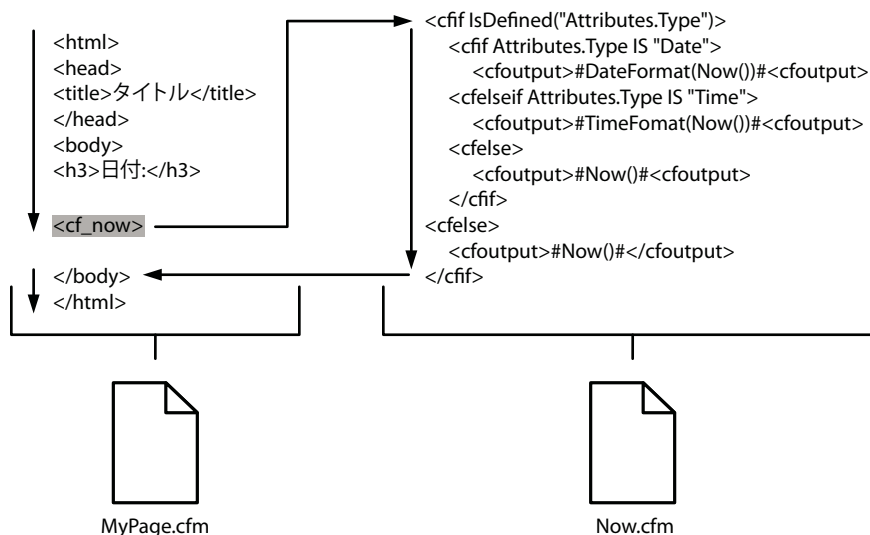 <html>
<head>
<title>タイトル</title>
</head>
<body>
<h3>日付:</h3>
<cf_now>
</body>
</html>
MyPage.cfm
<cfif IsDefined("Attributes.Type")>
<cfif Attributes.Type IS "Date">
<cfoutput>#DateFormat(Now())#<cfoutput>
<cfelseif Attributes.Type IS "Time">
<cfoutput>#TimeFomat(Now())#<cfoutput>
<cfelse>
<cfoutput>#Now()#<cfoutput>
</cfif>
<cfelse>
<cfoutput>#Now()#</cfoutput>
</cfif>
Now.cfm